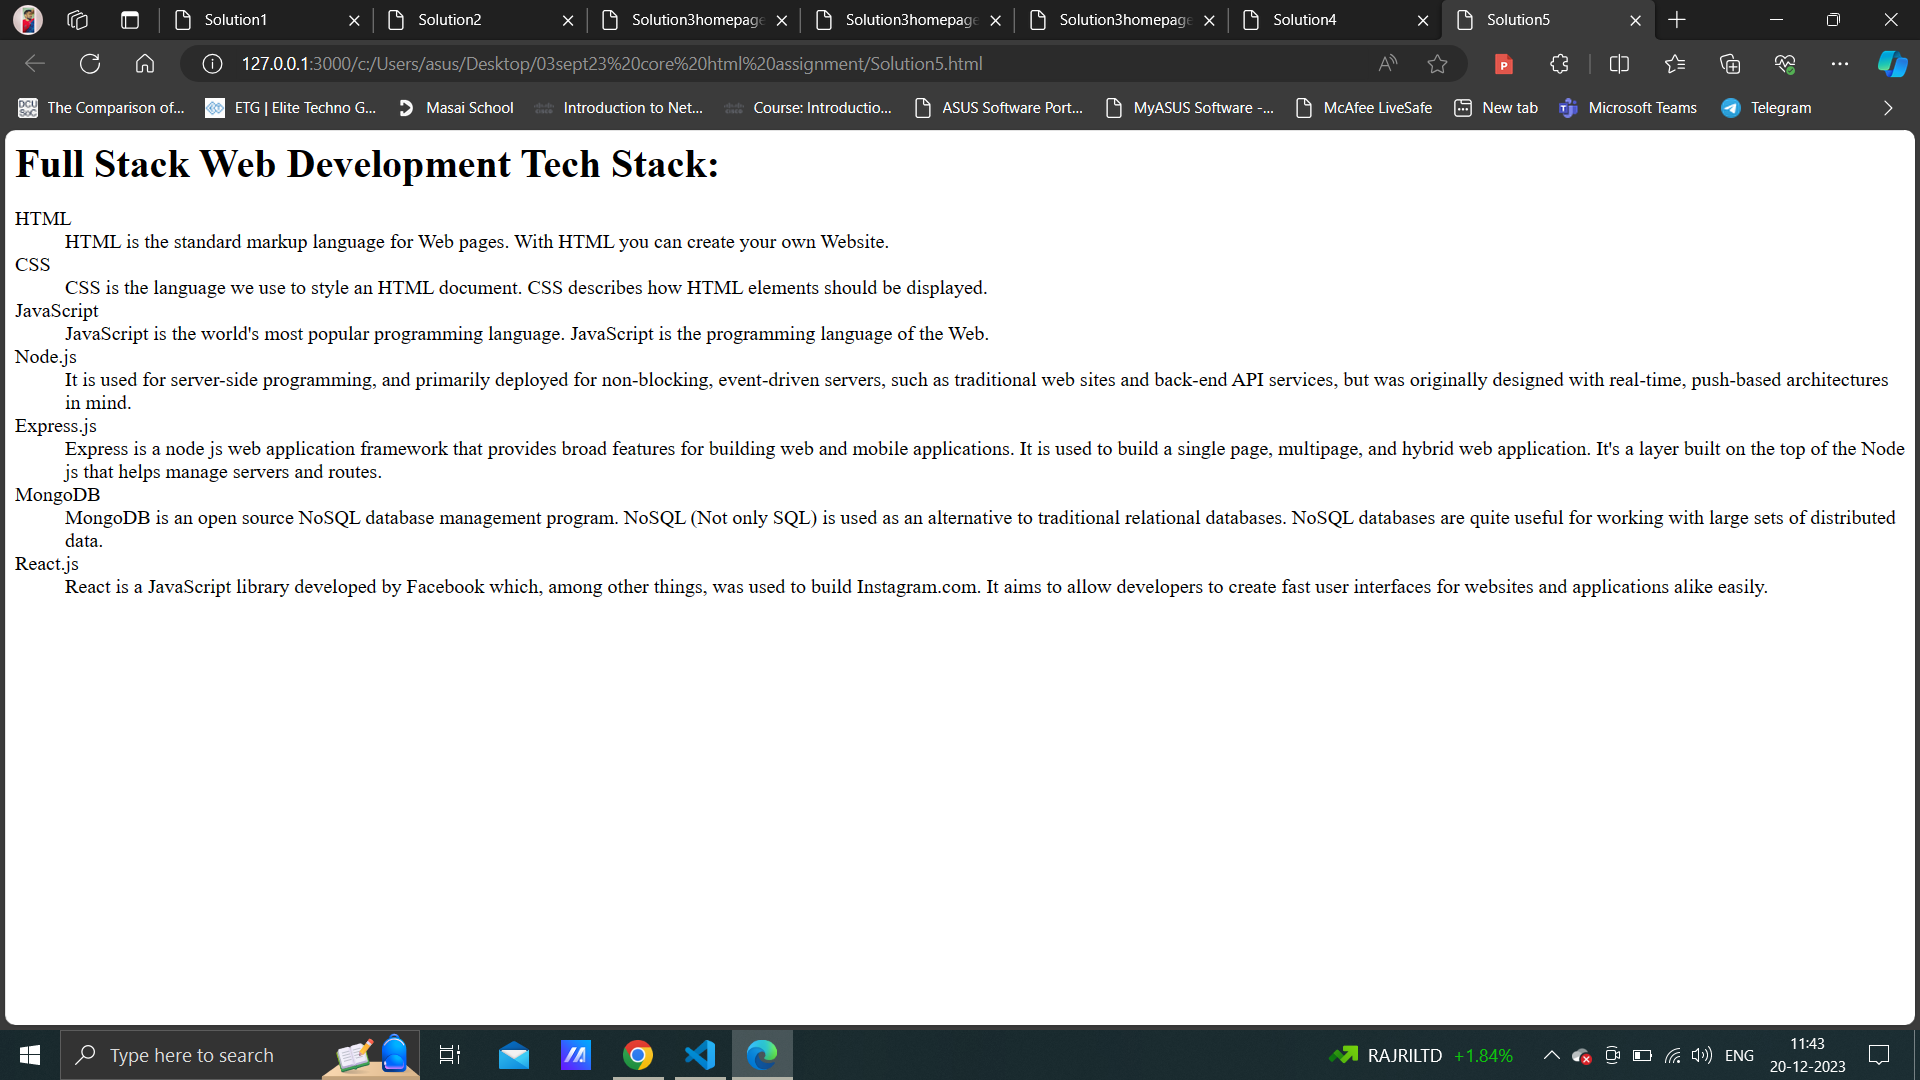 Solution1
Solution2
Solution3homepage
Solution3homepage
Solution3homepage
Solution4
Solution5
127.0.0.1:3000/c:/Users/asus/Desktop/03sept23%20core%20html%20assignment/Solution5.html
The Comparison of...
ETG | Elite Techno G...
Masai School
Introduction to Net...
Course: Introductio...
ASUS Software Port...
MyASUS Software -...
McAfee LiveSafe
New tab
Microsoft Teams
Telegram
Full Stack Web Development Tech Stack:
HTML
HTML is the standard markup language for Web pages. With HTML you can create your own Website.
CSS
CSS is the language we use to style an HTML document. CSS describes how HTML elements should be displayed.
JavaScript
JavaScript is the world's most popular programming language. JavaScript is the programming language of the Web.
Node.js
It is used for server-side programming, and primarily deployed for non-blocking, event-driven servers, such as traditional web sites and back-end API services, but was originally designed with real-time, push-based architectures
in mind.
Express.js
Express is a node js web application framework that provides broad features for building web and mobile applications. It is used to build a single page, multipage, and hybrid web application. It's a layer built on the top of the Node
js that helps manage servers and routes.
MongoDB
MongoDB is an open source NoSQL database management program. NoSQL (Not only SQL) is used as an alternative to traditional relational databases. NoSQL databases are quite useful for working with large sets of distributed
data.
React.js
React is a JavaScript library developed by Facebook which, among other things, was used to build Instagram.com. It aims to allow developers to create fast user interfaces for websites and applications alike easily.
Type here to search
RAJRILTD +1.84%
ENG
11:43
20-12-2023